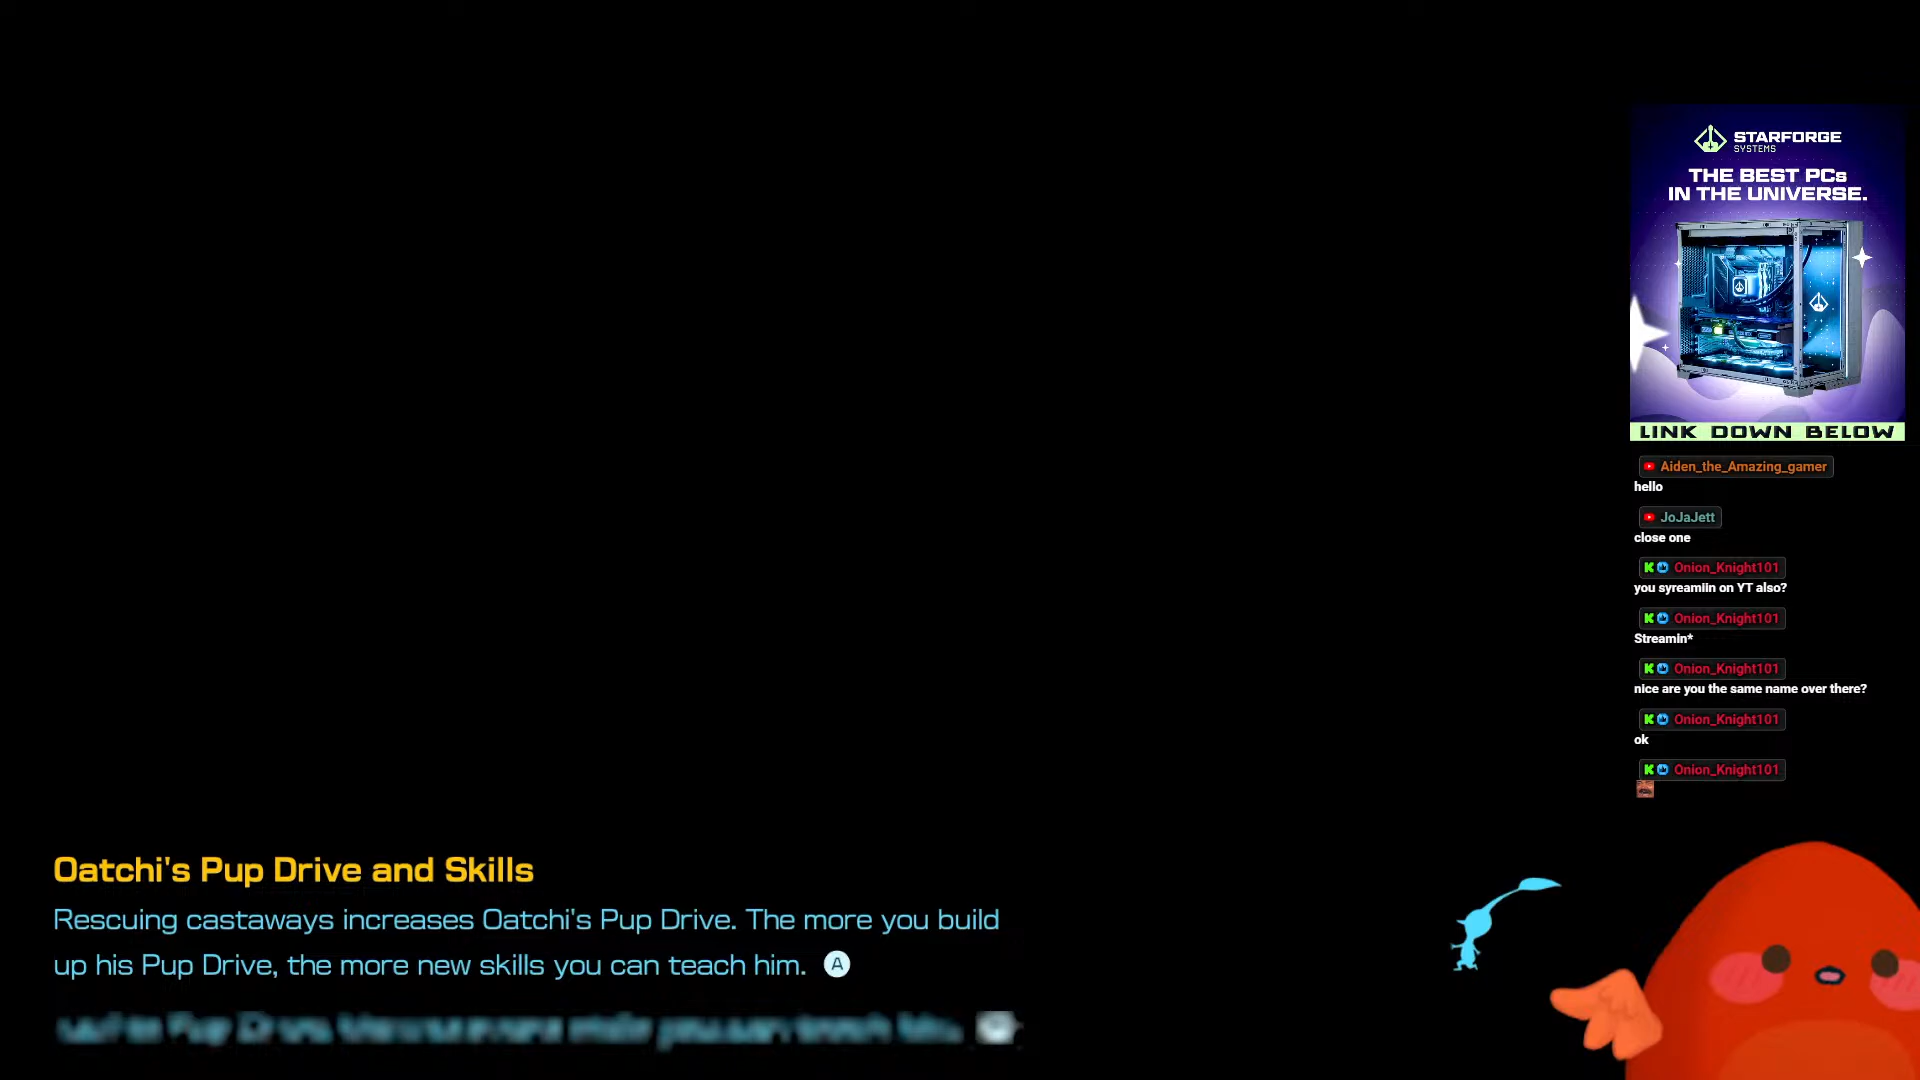 STARFORGE
SYSTEMS
THE BEST PCs
IN THE UNIVERSE.
LINK DOWN BELOW
Aiden_the_Amazing_gamer
hello
JoJaJett
close one
Onion_Knight101
you syreamiin on YT also?
Onion_Knight101
Streamin*
Onion_Knight101
nice are you the same name over there?
Onion_Knight101
ok
Onion_Knight101
Oatchi's Pup Drive and Skills
Rescuing castaways increases Oatchi's Pup Drive. The more you build
up his Pup Drive, the more new skills you can teach him. A